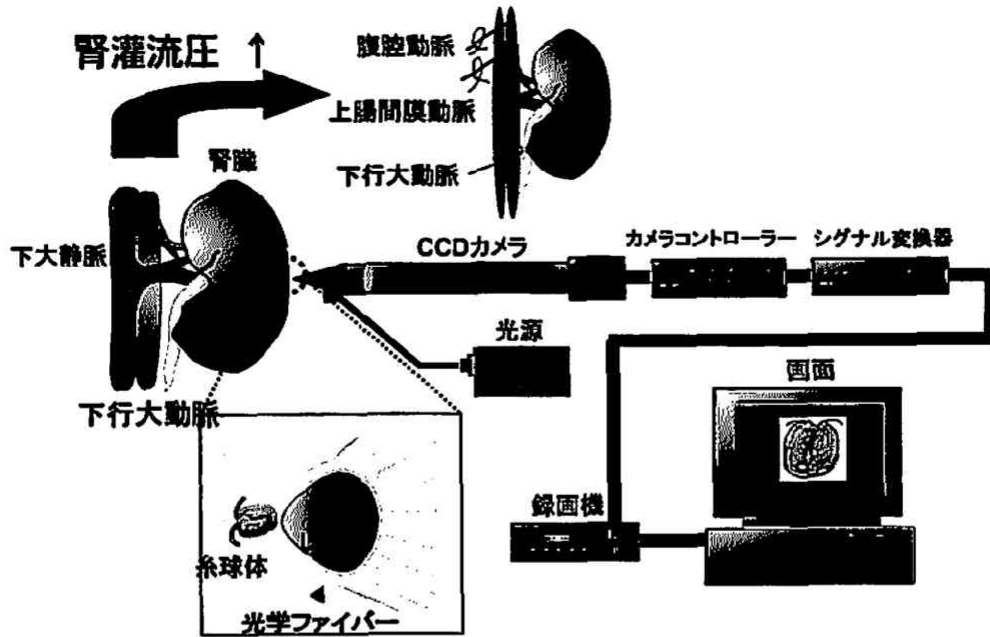 腎灌流圧 ↑
腹腔動脈
上腸間膜動脈
下行大動脈
腎臓
下大静脈
下行大動脈
CCDカメラ
カメラコントローラー
シグナル変換器
光源
画面
録画機
糸球体
光学ファイバー